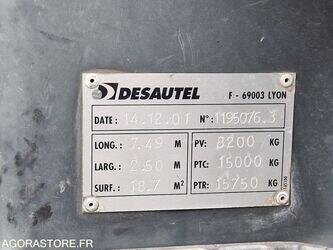 DESAUTEL
F - 69003 LYON
DATE : 14.12.01 N° : 1195076.3
LONG. : 7.49 M PV : 8200 KG
LARG. : 2.50 M PTC : 15000 KG
SURF. : 18.7 M² PTR : 15750 KG
AGORASTORE.FR